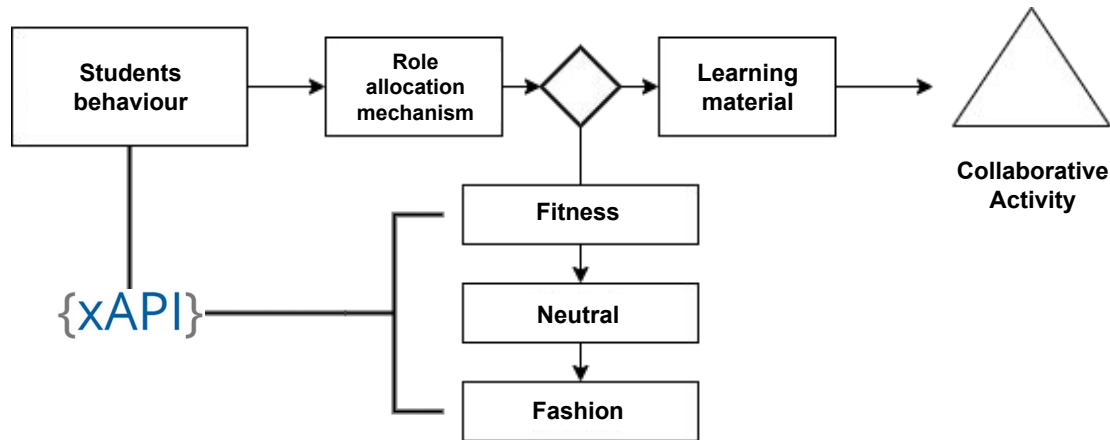 Students
behaviour
Role
allocation
mechanism
Learning
material
Collaborative
Activity
Fitness
{xAPI}
Neutral
Fashion